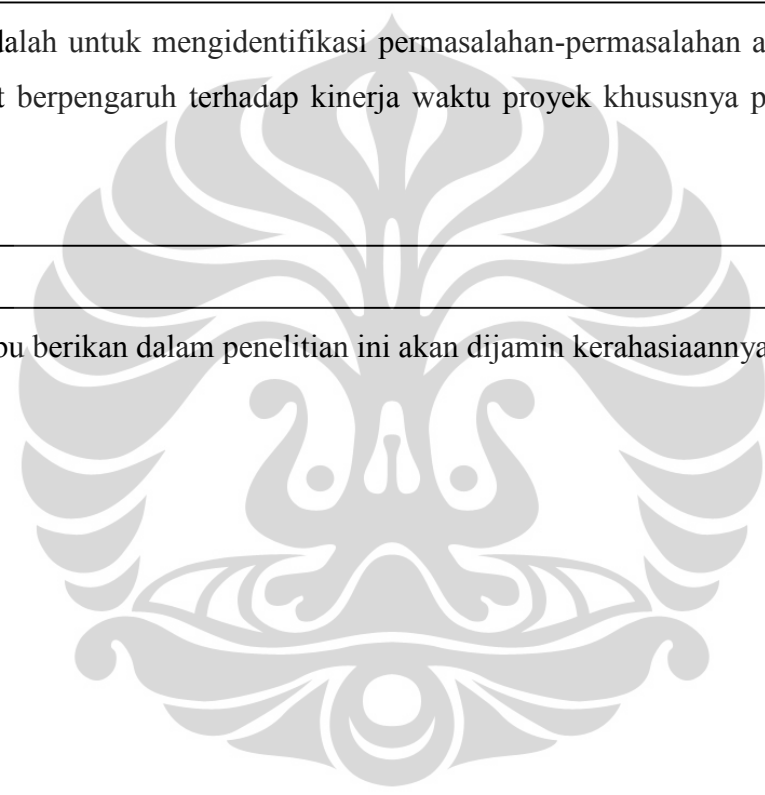 dalah untuk mengidentifikasi permasalahan-permasalahan a
t berpengaruh terhadap kinerja waktu proyek khususnya p
bu berikan dalam penelitian ini akan dijamin kerahasiaannya